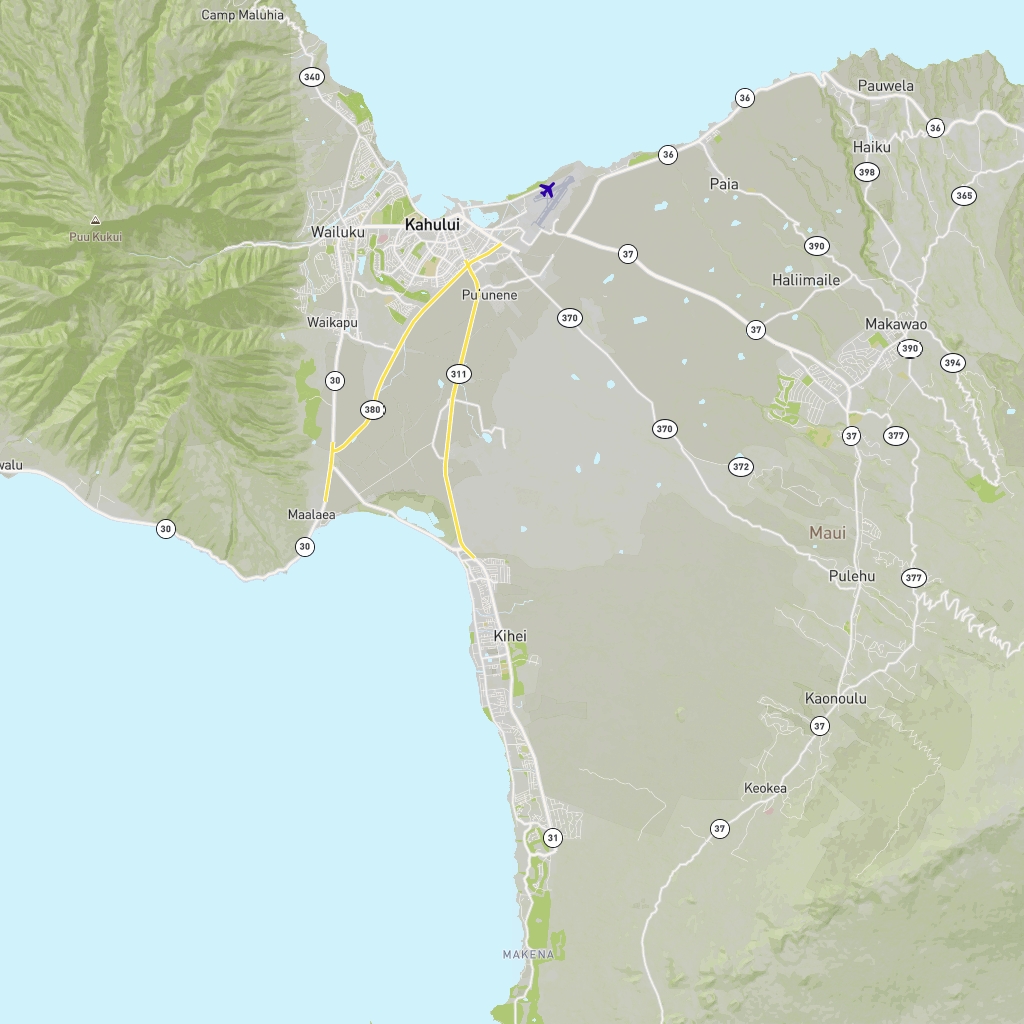 Camp Maluhia
340
36
Pauwela
36
Haiku
36
398
Paia
365
Puu Kukui
Wailuku
Kahului
390
37
Haliimaile
Pu'unene
370
Waikapu
37
Makawao
390
394
311
30
380
370
37
377
walu
372
Maalaea
30
Maui
30
Pulehu
377
Kihei
Kaonoulu
37
Keokea
37
31
MAKENA